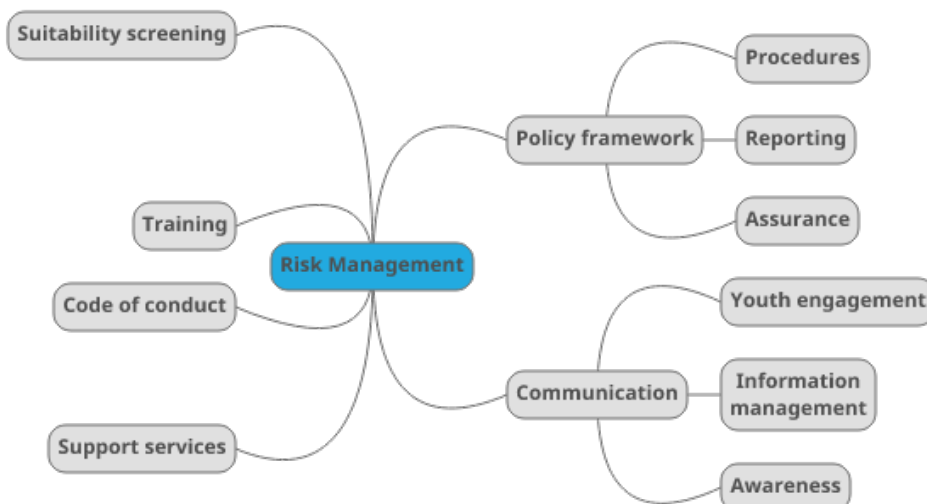 Suitability screening
Training
Code of conduct
Support services
Risk Management
Policy framework
Procedures
Reporting
Assurance
Communication
Youth engagement
Information
management
Awareness